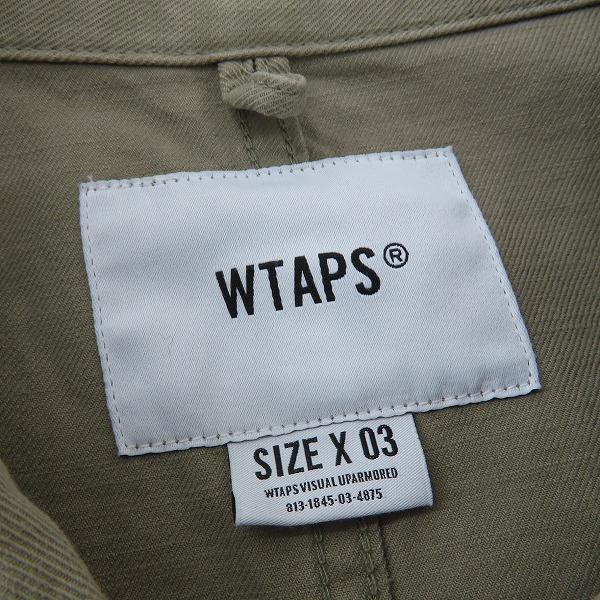 WTAPS®
SIZE X 03
WTAPS VISUAL UPARMORED
813-1845-03-4875